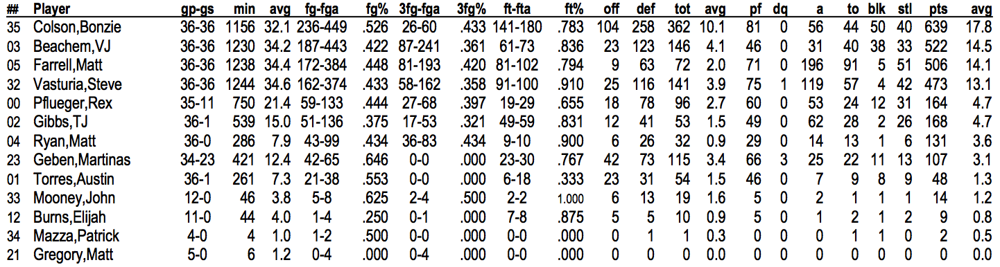 ## Player gp-gs min avg fg-fga fg% 3fg-fga 3fg% ft-fta ft% off def tot avg pf dq a to blk stl pts avg
35 Colson,Bonzie 36-36 1156 32.1 236-449 .526 26-60 .433 141-180 .783 104 258 362 10.1 81 0 56 44 50 40 639 17.8
03 Beachem,VJ 36-36 1230 34.2 187-443 .422 87-241 .361 61-73 .836 23 123 146 4.1 46 0 31 40 38 33 522 14.5
05 Farrell,Matt 36-36 1238 34.4 172-384 .448 81-193 .420 81-102 .794 9 63 72 2.0 71 0 196 91 5 51 506 14.1
32 Vasturia,Steve 36-36 1244 34.6 162-374 .433 58-162 .358 91-100 .910 25 116 141 3.9 75 1 119 57 4 42 473 13.1
00 Pflueger,Rex 35-11 750 21.4 59-133 .444 27-68 .397 19-29 .655 18 78 96 2.7 60 0 53 24 12 31 164 4.7
02 Gibbs,TJ 36-1 539 15.0 51-136 .375 17-53 .321 49-59 .831 12 41 53 1.5 49 0 62 28 2 26 168 4.7
04 Ryan,Matt 36-0 286 7.9 43-99 .434 36-83 .434 9-10 .900 6 26 32 0.9 29 0 14 13 1 6 131 3.6
23 Geben,Martinas 34-23 421 12.4 42-65 .646 0-0 .000 23-30 .767 42 73 115 3.4 66 3 25 22 11 13 107 3.1
01 Torres,Austin 36-1 261 7.3 21-38 .553 0-0 .000 6-18 .333 23 31 54 1.5 46 0 7 9 8 9 48 1.3
33 Mooney,John 12-0 46 3.8 5-8 .625 2-4 .500 2-2 1.000 6 13 19 1.6 5 0 2 1 1 1 14 1.2
12 Burns,Elijah 11-0 44 4.0 1-4 .250 0-1 .000 7-8 .875 5 5 10 0.9 5 0 1 2 1 2 9 0.8
34 Mazza,Patrick 4-0 4 1.0 1-2 .500 0-0 .000 0-0 .000 0 1 1 0.3 0 0 0 1 1 0 2 0.5
21 Gregory,Matt 5-0 6 1.2 0-4 .000 0-4 .000 0-0 .000 0 0 0 0.0 0 0 0 0 0 0 0 0.0